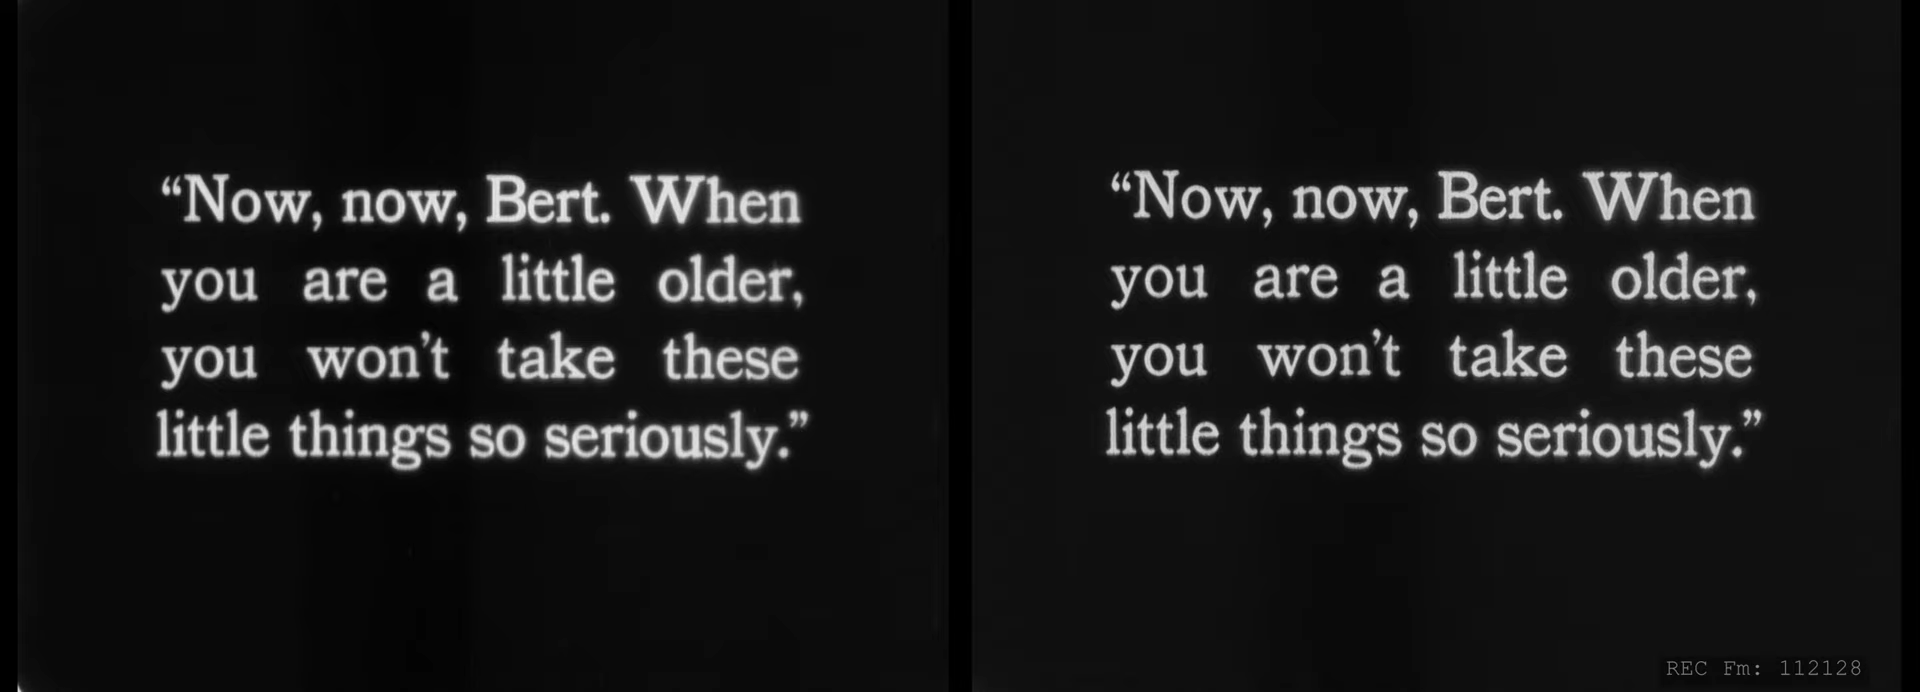 “Now, now, Bert. When
you are a little older,
you won’t take these
little things so seriously.”
“Now, now, Bert. When
you are a little older,
you won’t take these
little things so seriously.”
REC Fm: 112128